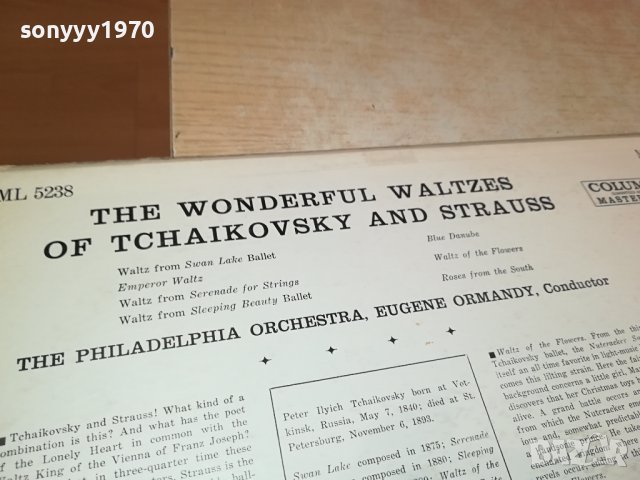 sonyyy1970
ML 5238
THE WONDERFUL WALTZES
OF TCHAIKOVSKY AND STRAUSS
COLUM
MASTER
Waltz from Swan Lake Ballet
Emperor Waltz
Waltz from Serenade for Strings
Waltz from Sleeping Beauty Ballet
Blue Danube
Waltz of the Flowers
Roses from the South
THE PHILADELPHIA ORCHESTRA, EUGENE ORMANDY, Conductor
Tchaikovsky and Strauss! What kind of a
combination is this? And what has the poet
of the Lonely Heart in common with the
Waltz King of the Vienna of Franz Joseph?
in three-quarter time these
Strauss is the
Peter Ilyich Tchaikovsky born at Vot-
kinsk, Russia, May 7, 1840; died at St.
Petersburg, November 6, 1893.
Swan Lake composed in 1875; Serenade
composed in 1880; Sleeping
Waltz of the
Waltz of the Flowers. From the
Tchaikovsky ballet, the Nutcracker
itself an all time favorite in light-music
comes this lilting strain. Here the
background concerns a little girl,
discovers that her Christmas toys
alive. A grand battle occurs
from which the Nutcracker
and somewhat